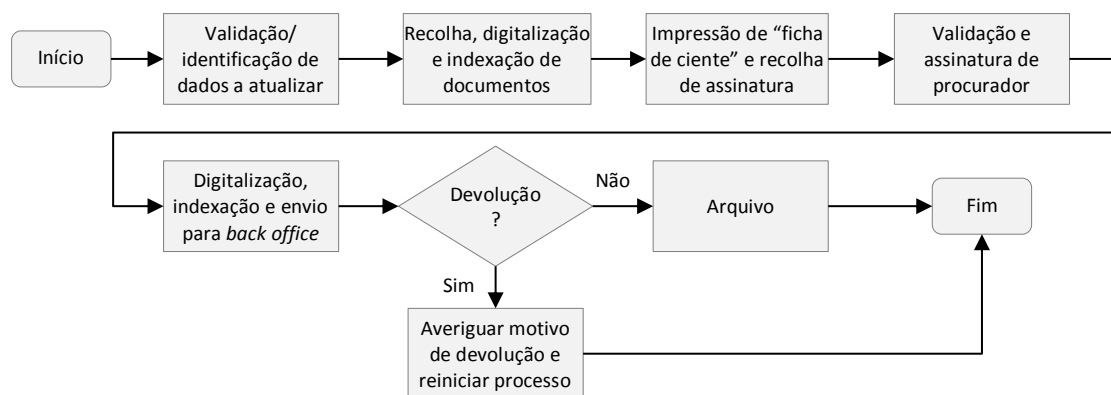 Início
Validação/
identificação de
dados a atualizar
Recolha, digitalização
e indexação de
documentos
Impressão de “ficha
de ciente” e recolha
de assinatura
Validação e
assinatura de
procurador
Digitalização,
indexação e envio
para back office
Devolução
?
Não
Arquivo
Fim
Sim
Averiguar motivo
de devolução e
reiniciar processo